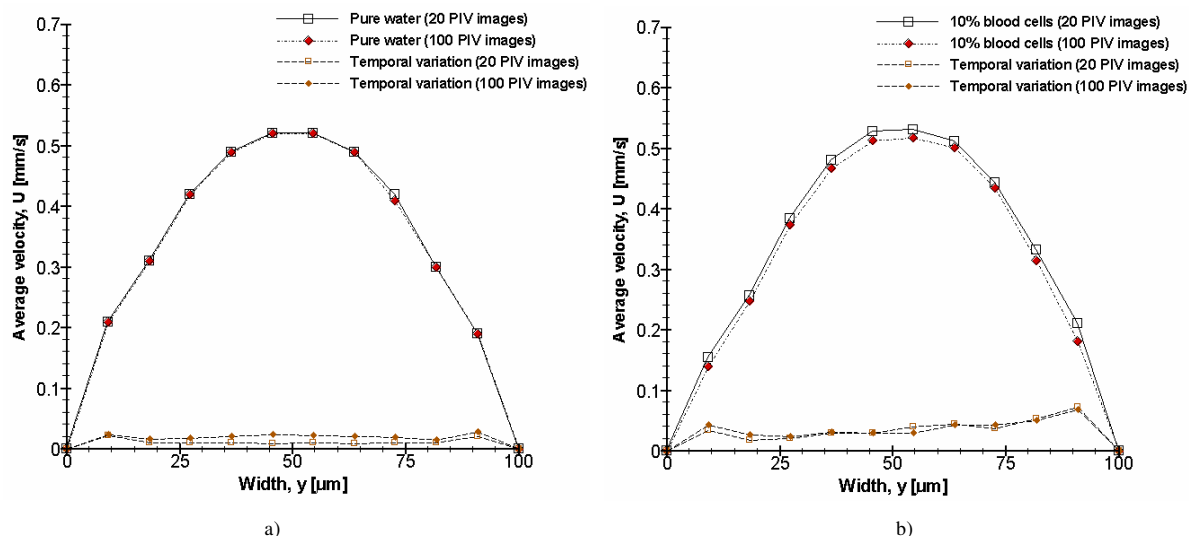 Pure water (20 PIV images)
Pure water (100 PIV images)
Temporal variation (20 PIV images)
Temporal variation (100 PIV images)
0.7
0.6
0.5
0.4
0.3
0.2
0.1
0
0
25
50
75
100
Average velocity, U [mm/s]
Width, y [µm]
a)
10% blood cells (20 PIV images)
10% blood cells (100 PIV images)
Temporal variation (20 PIV images)
Temporal variation (100 PIV images)
0.7
0.6
0.5
0.4
0.3
0.2
0.1
0
0
25
50
75
100
Average velocity, U [mm/s]
Width, y [µm]
b)